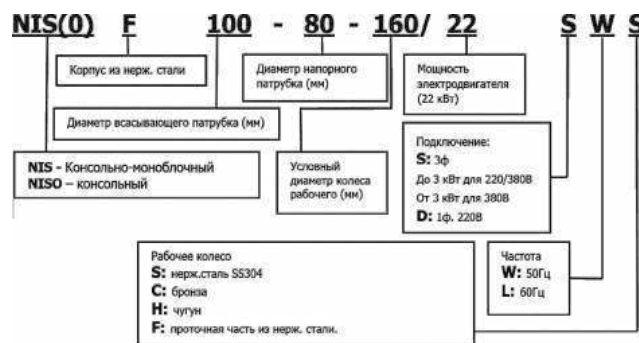 NIS(0) F 100 - 80 - 160/ 22 S W S
Корпус из нерж. стали
Диаметр напорного
патрубка (мм)
Мощность
электродвигателя
(22 кВт)
Диаметр всасывающего патрубка (мм)
NIS - Консольно-моноблочный
NISO – консольный
Условный
диаметр колеса
рабочего (мм)
Подключение:
S: 3ф
До 3 кВт для 220/380В
От 3 кВт для 380В
D: 1ф. 220В
Рабочее колесо
S: нерж.сталь SS304
C: бронза
H: чугун
F: проточная часть из нерж. стали.
Частота
W: 50Гц
L: 60Гц